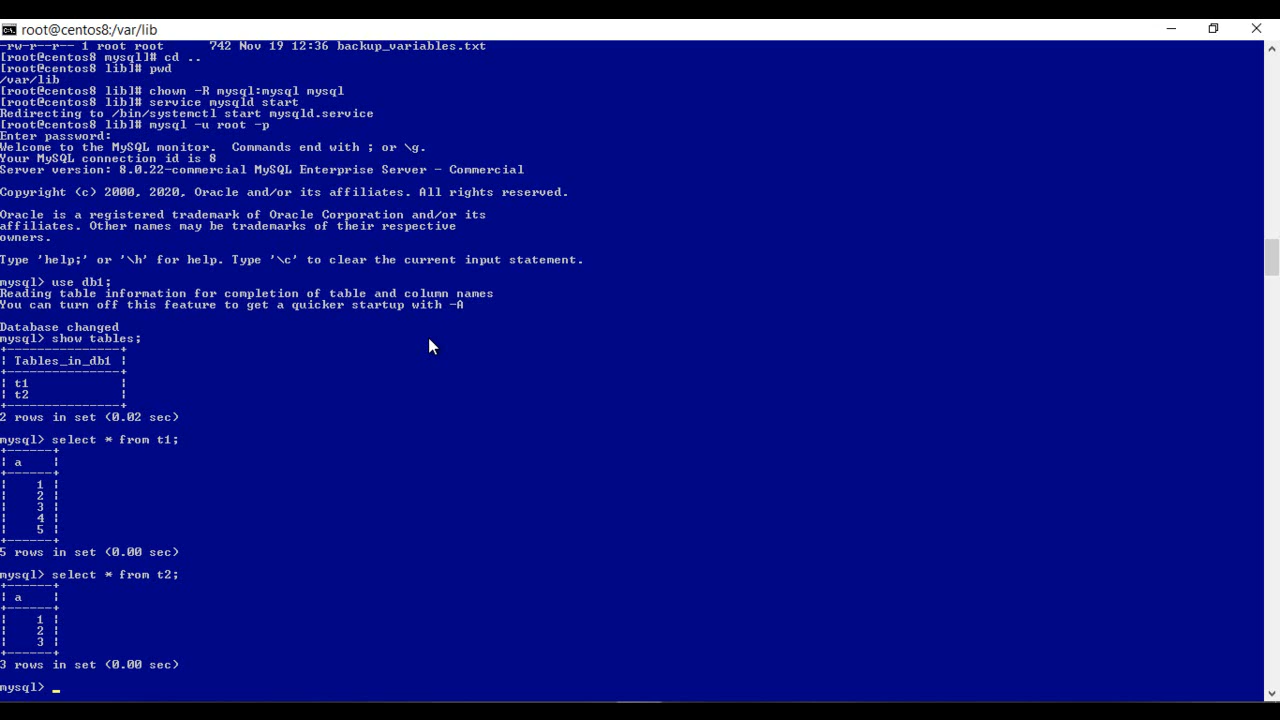 root@centos8:/var/lib
-rw-r--r-- 1 root root      742 Nov 19 12:36 backup_variables.txt
[root@centos8 mysql]# cd ..
[root@centos8 lib]# pwd
/var/lib
[root@centos8 lib]# chown -R mysql:mysql mysql
[root@centos8 lib]# service mysqld start
Redirecting to /bin/systemctl start mysqld.service
[root@centos8 lib]# mysql -u root -p
Enter password:
Welcome to the MySQL monitor.  Commands end with ; or \g.
Your MySQL connection id is 8
Server version: 8.0.22-commercial MySQL Enterprise Server - Commercial
Copyright (c) 2000, 2020, Oracle and/or its affiliates. All rights reserved.
Oracle is a registered trademark of Oracle Corporation and/or its
affiliates. Other names may be trademarks of their respective
owners.
Type 'help;' or '\h' for help. Type '\c' to clear the current input statement.
mysql> use db1;
Reading table information for completion of table and column names
You can turn off this feature to get a quicker startup with -A
Database changed
mysql> show tables;
+---------------+
| Tables_in_db1 |
+---------------+
| t1            |
| t2            |
+---------------+
2 rows in set (0.02 sec)
mysql> select * from t1;
+------+
| a    |
+------+
|    1 |
|    2 |
|    3 |
|    4 |
|    5 |
+------+
5 rows in set (0.00 sec)
mysql> select * from t2;
+------+
| a    |
+------+
|    1 |
|    2 |
|    3 |
+------+
3 rows in set (0.00 sec)
mysql> _